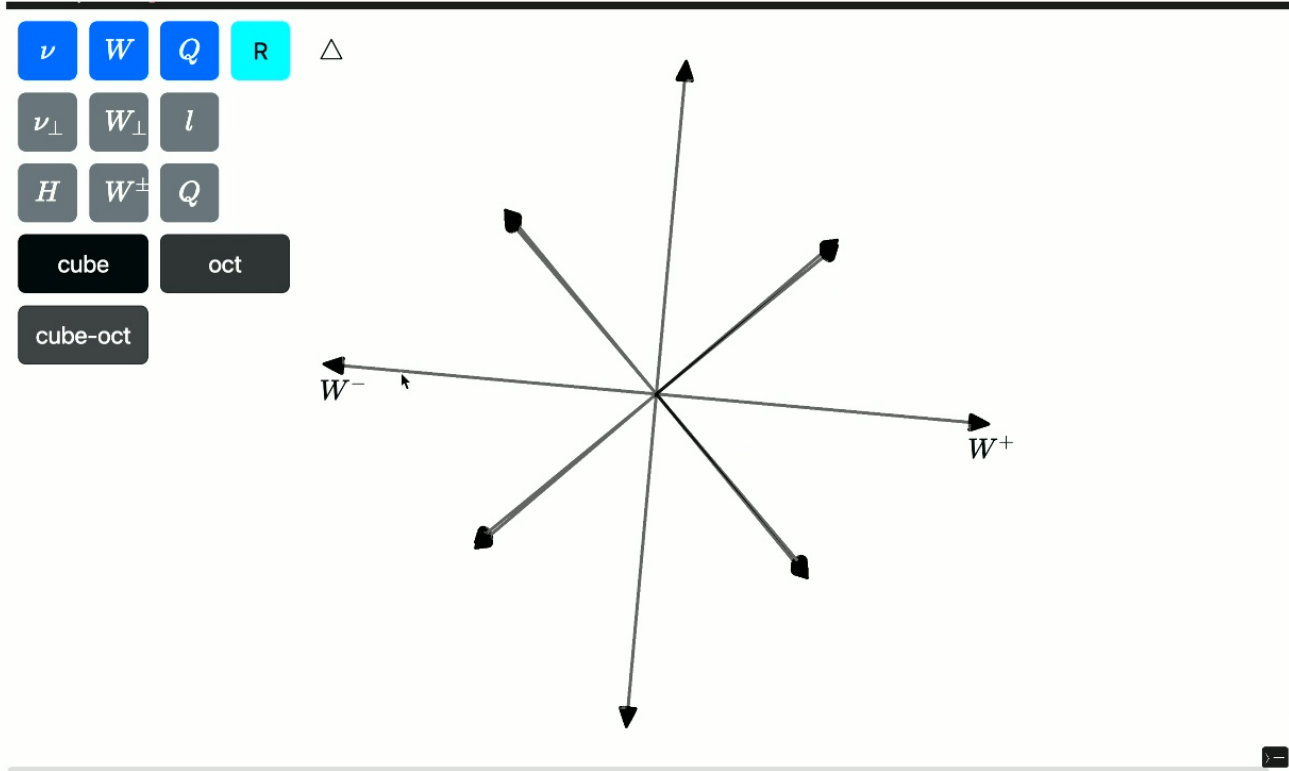 ν W Q R △
ν⊥ W⊥ l
H W± Q
cube oct
cube-oct
W⁻
W⁺